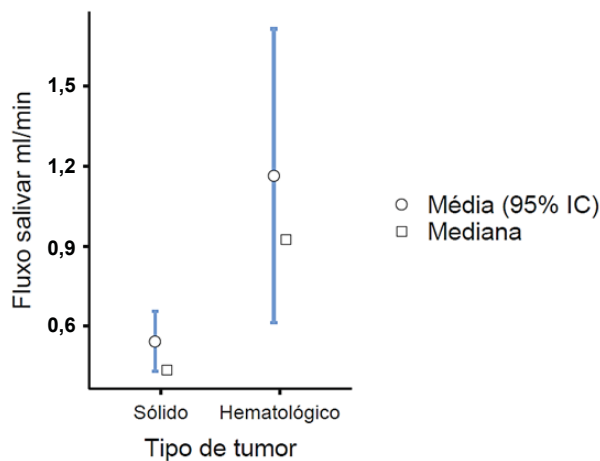 Fluxo salivar ml/min
1,5
1,2
0,9
0,6
Sólido
Hematológico
Tipo de tumor
Média (95% IC)
Mediana